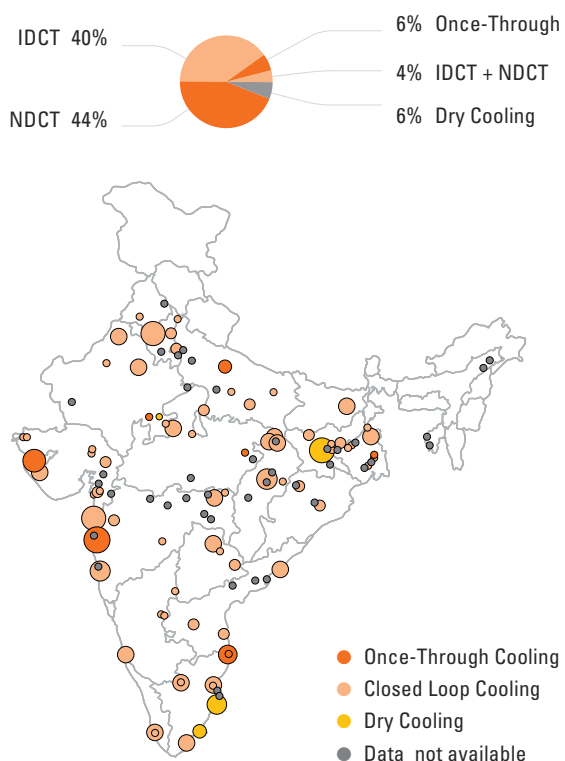 IDCT 40%
NDCT 44%
6% Once-Through
4% IDCT + NDCT
6% Dry Cooling
Once-Through Cooling
Closed Loop Cooling
Dry Cooling
Data not available